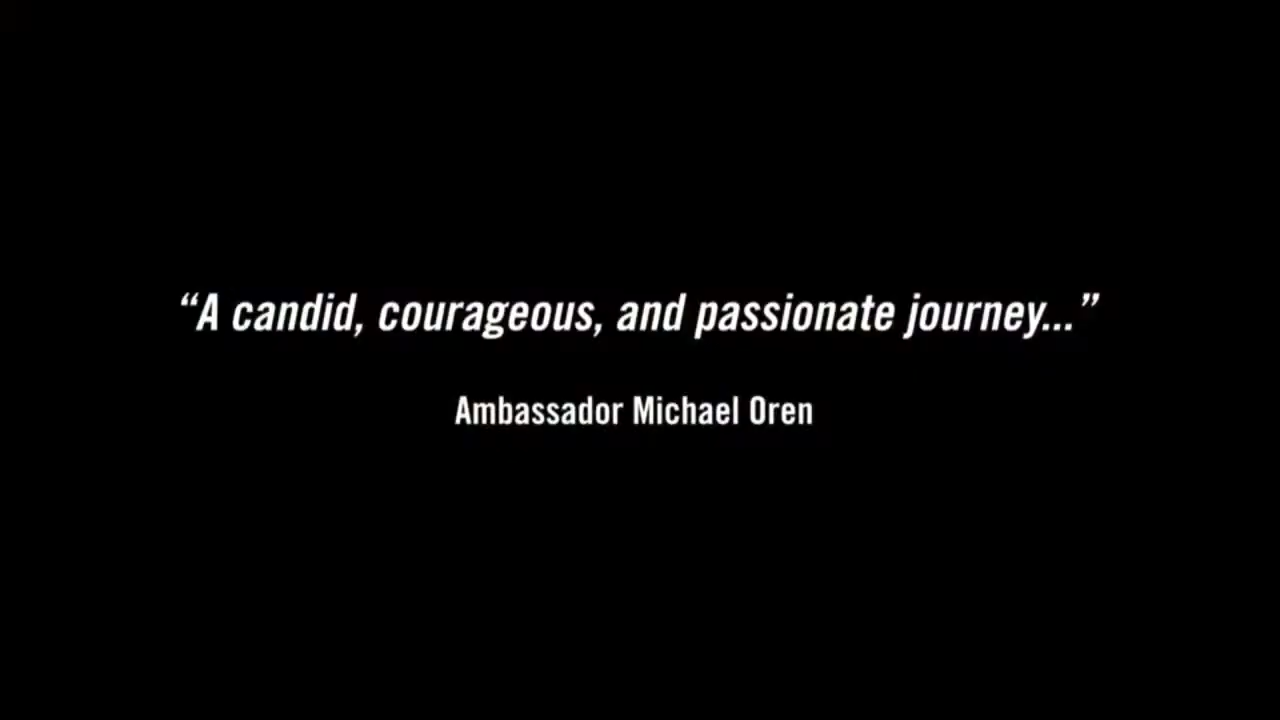 “A candid, courageous, and passionate journey...”
Ambassador Michael Oren